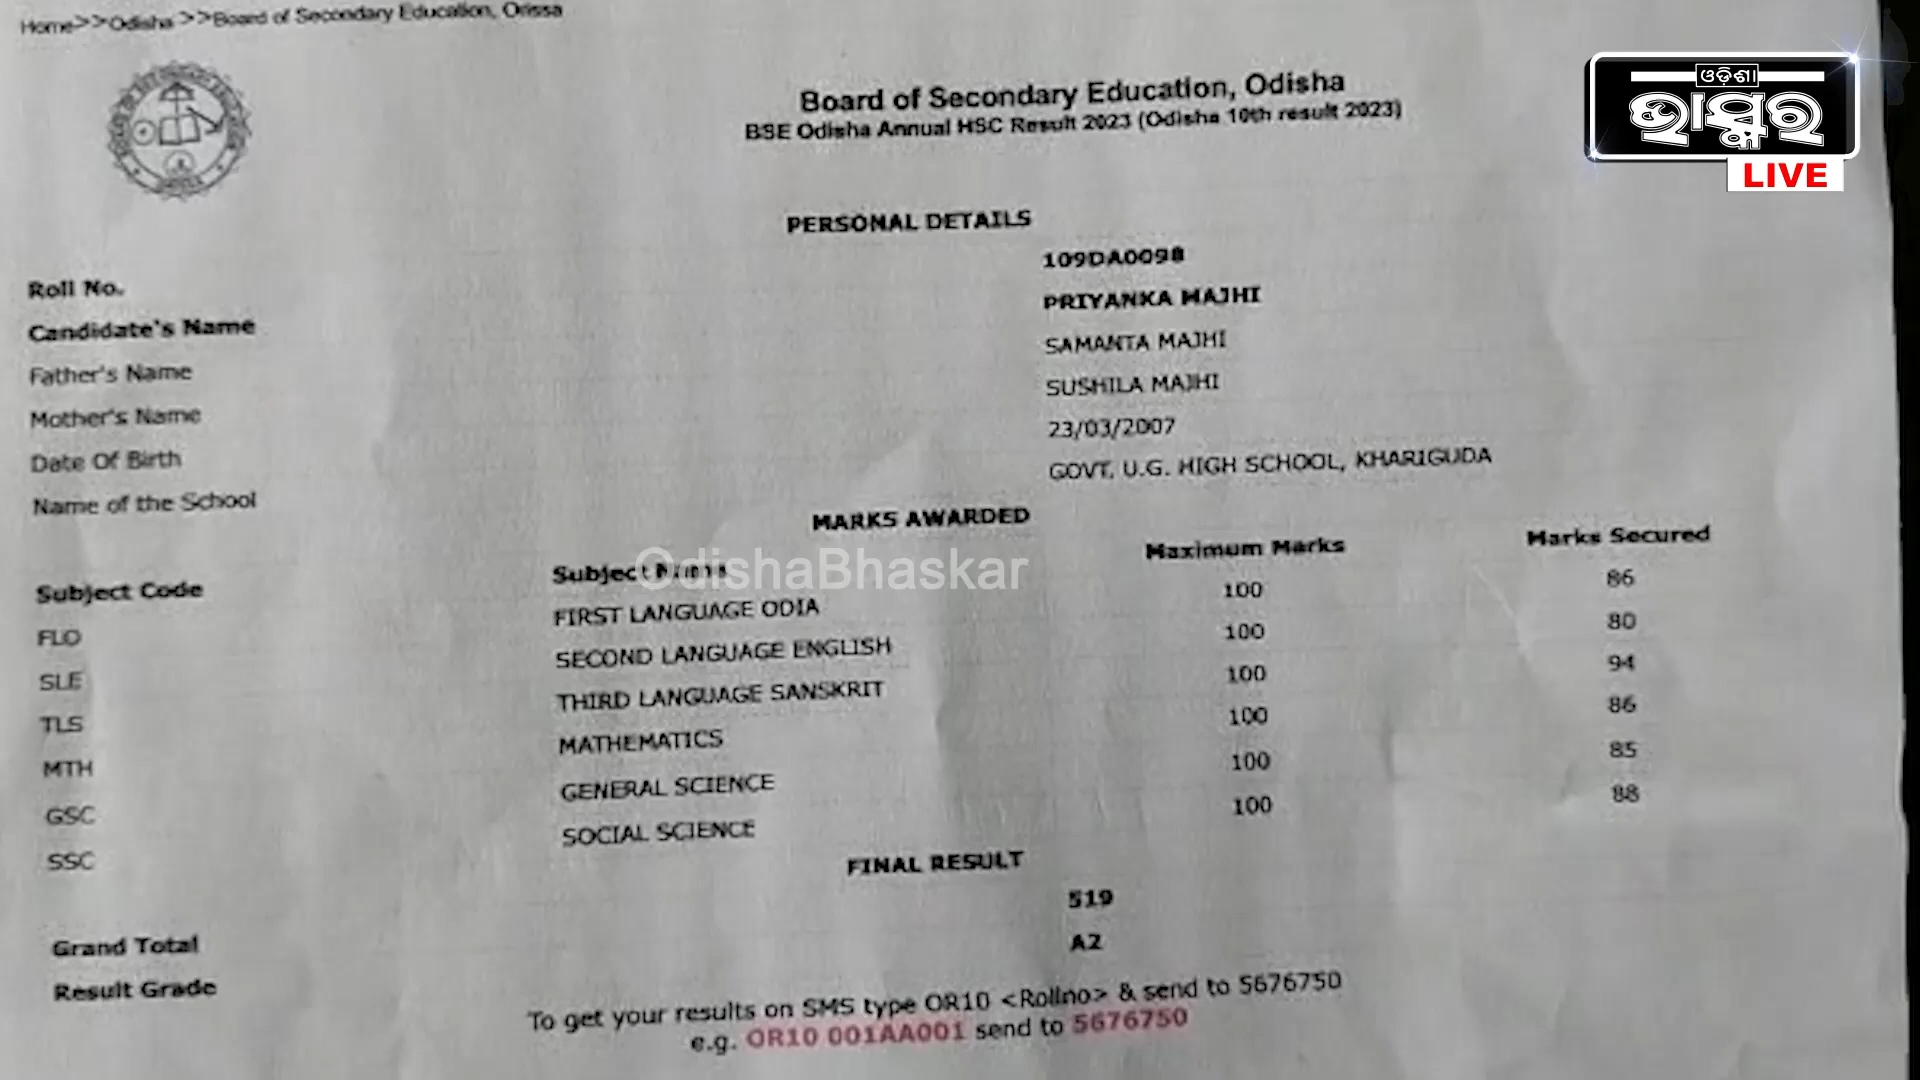 Home>>Odisha >>Board of Secondary Education, Orissa
ଓଡ଼ିଶା
ଭାସ୍କର
LIVE
Board of Secondary Education, Odisha
BSE Odisha Annual HSC Result 2023 (Odisha 10th result 2023)
PERSONAL DETAILS
Roll No. 109DA0098
Candidate's Name PRIYANKA MAJHI
Father's Name SAMANTA MAJHI
Mother's Name SUSHILA MAJHI
Date Of Birth 23/03/2007
Name of the School GOVT. U.G. HIGH SCHOOL, KHARIGUDA
MARKS AWARDED
OdishaBhaskar
Subject Code Subject Name Maximum Marks Marks Secured
FLO FIRST LANGUAGE ODIA 100 86
SLE SECOND LANGUAGE ENGLISH 100 80
TLS THIRD LANGUAGE SANSKRIT 100 94
MTH MATHEMATICS 100 86
GSC GENERAL SCIENCE 100 85
SSC SOCIAL SCIENCE 100 88
FINAL RESULT
Grand Total 519
Result Grade A2
To get your results on SMS type OR10 <Rollno> & send to 5676750
e.g. OR10 001AA001 send to 5676750